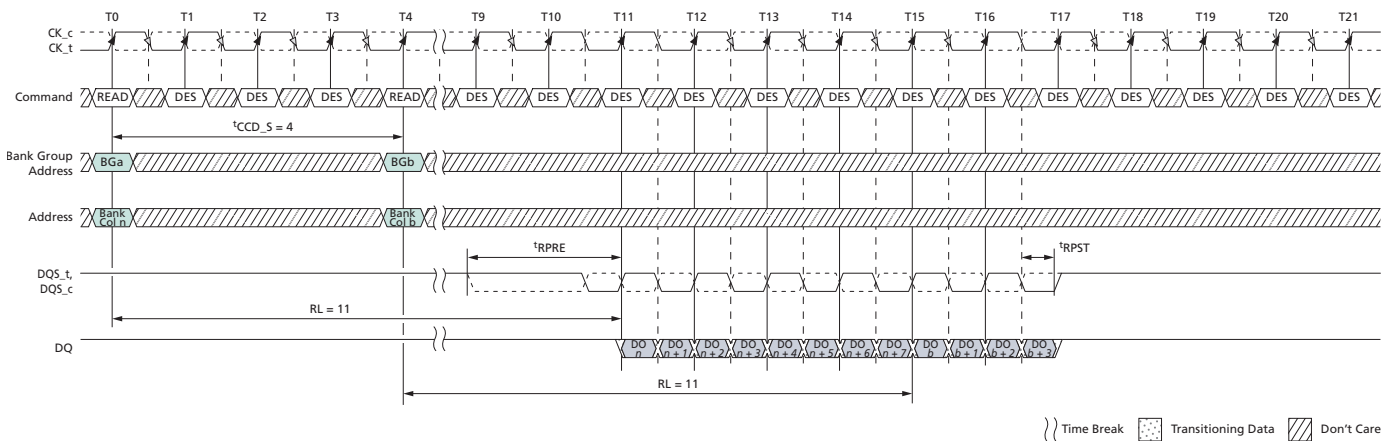 T0 T1 T2 T3 T4 T9 T10 T11 T12 T13 T14 T15 T16 T17 T18 T19 T20 T21
CK_c
CK_t
Command READ DES DES DES READ DES DES DES DES DES DES DES DES DES DES DES DES DES
tCCD_S = 4
Bank Group
Address BGa BGb
Address Bank Col n Bank Col b
tRPRE tRPST
DQS_t,
DQS_c
RL = 11
DQ DO n DO n + 1 DO n + 2 DO n + 3 DO n + 4 DO n + 5 DO n + 6 DO n + 7 DO b DO b + 1 DO b + 2 DO b + 3
RL = 11
Time Break Transitioning Data Don't Care